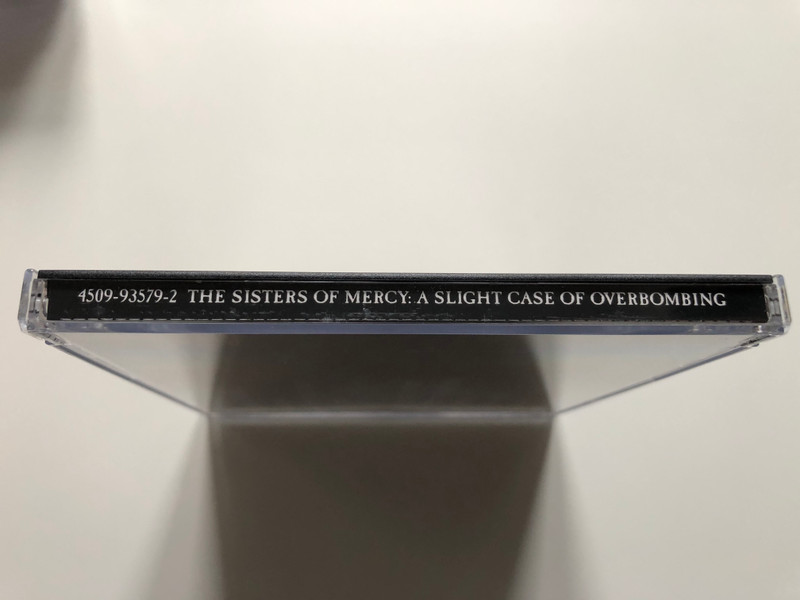 4509-93579-2 THE SISTERS OF MERCY: A SLIGHT CASE OF OVERBOMBING